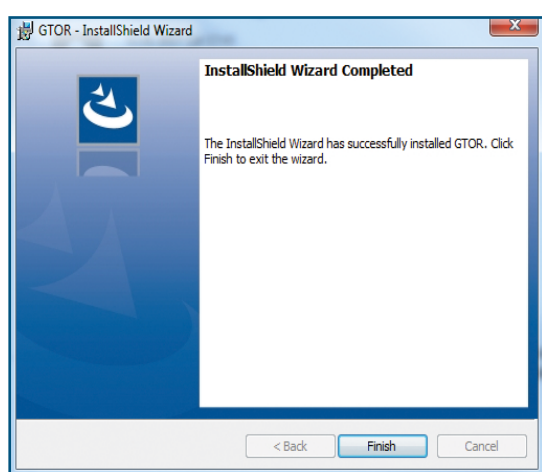 GTOR - InstallShield Wizard
X
InstallShield Wizard Completed
The InstallShield Wizard has successfully installed GTOR. Click
Finish to exit the wizard.
< Back
Finish
Cancel